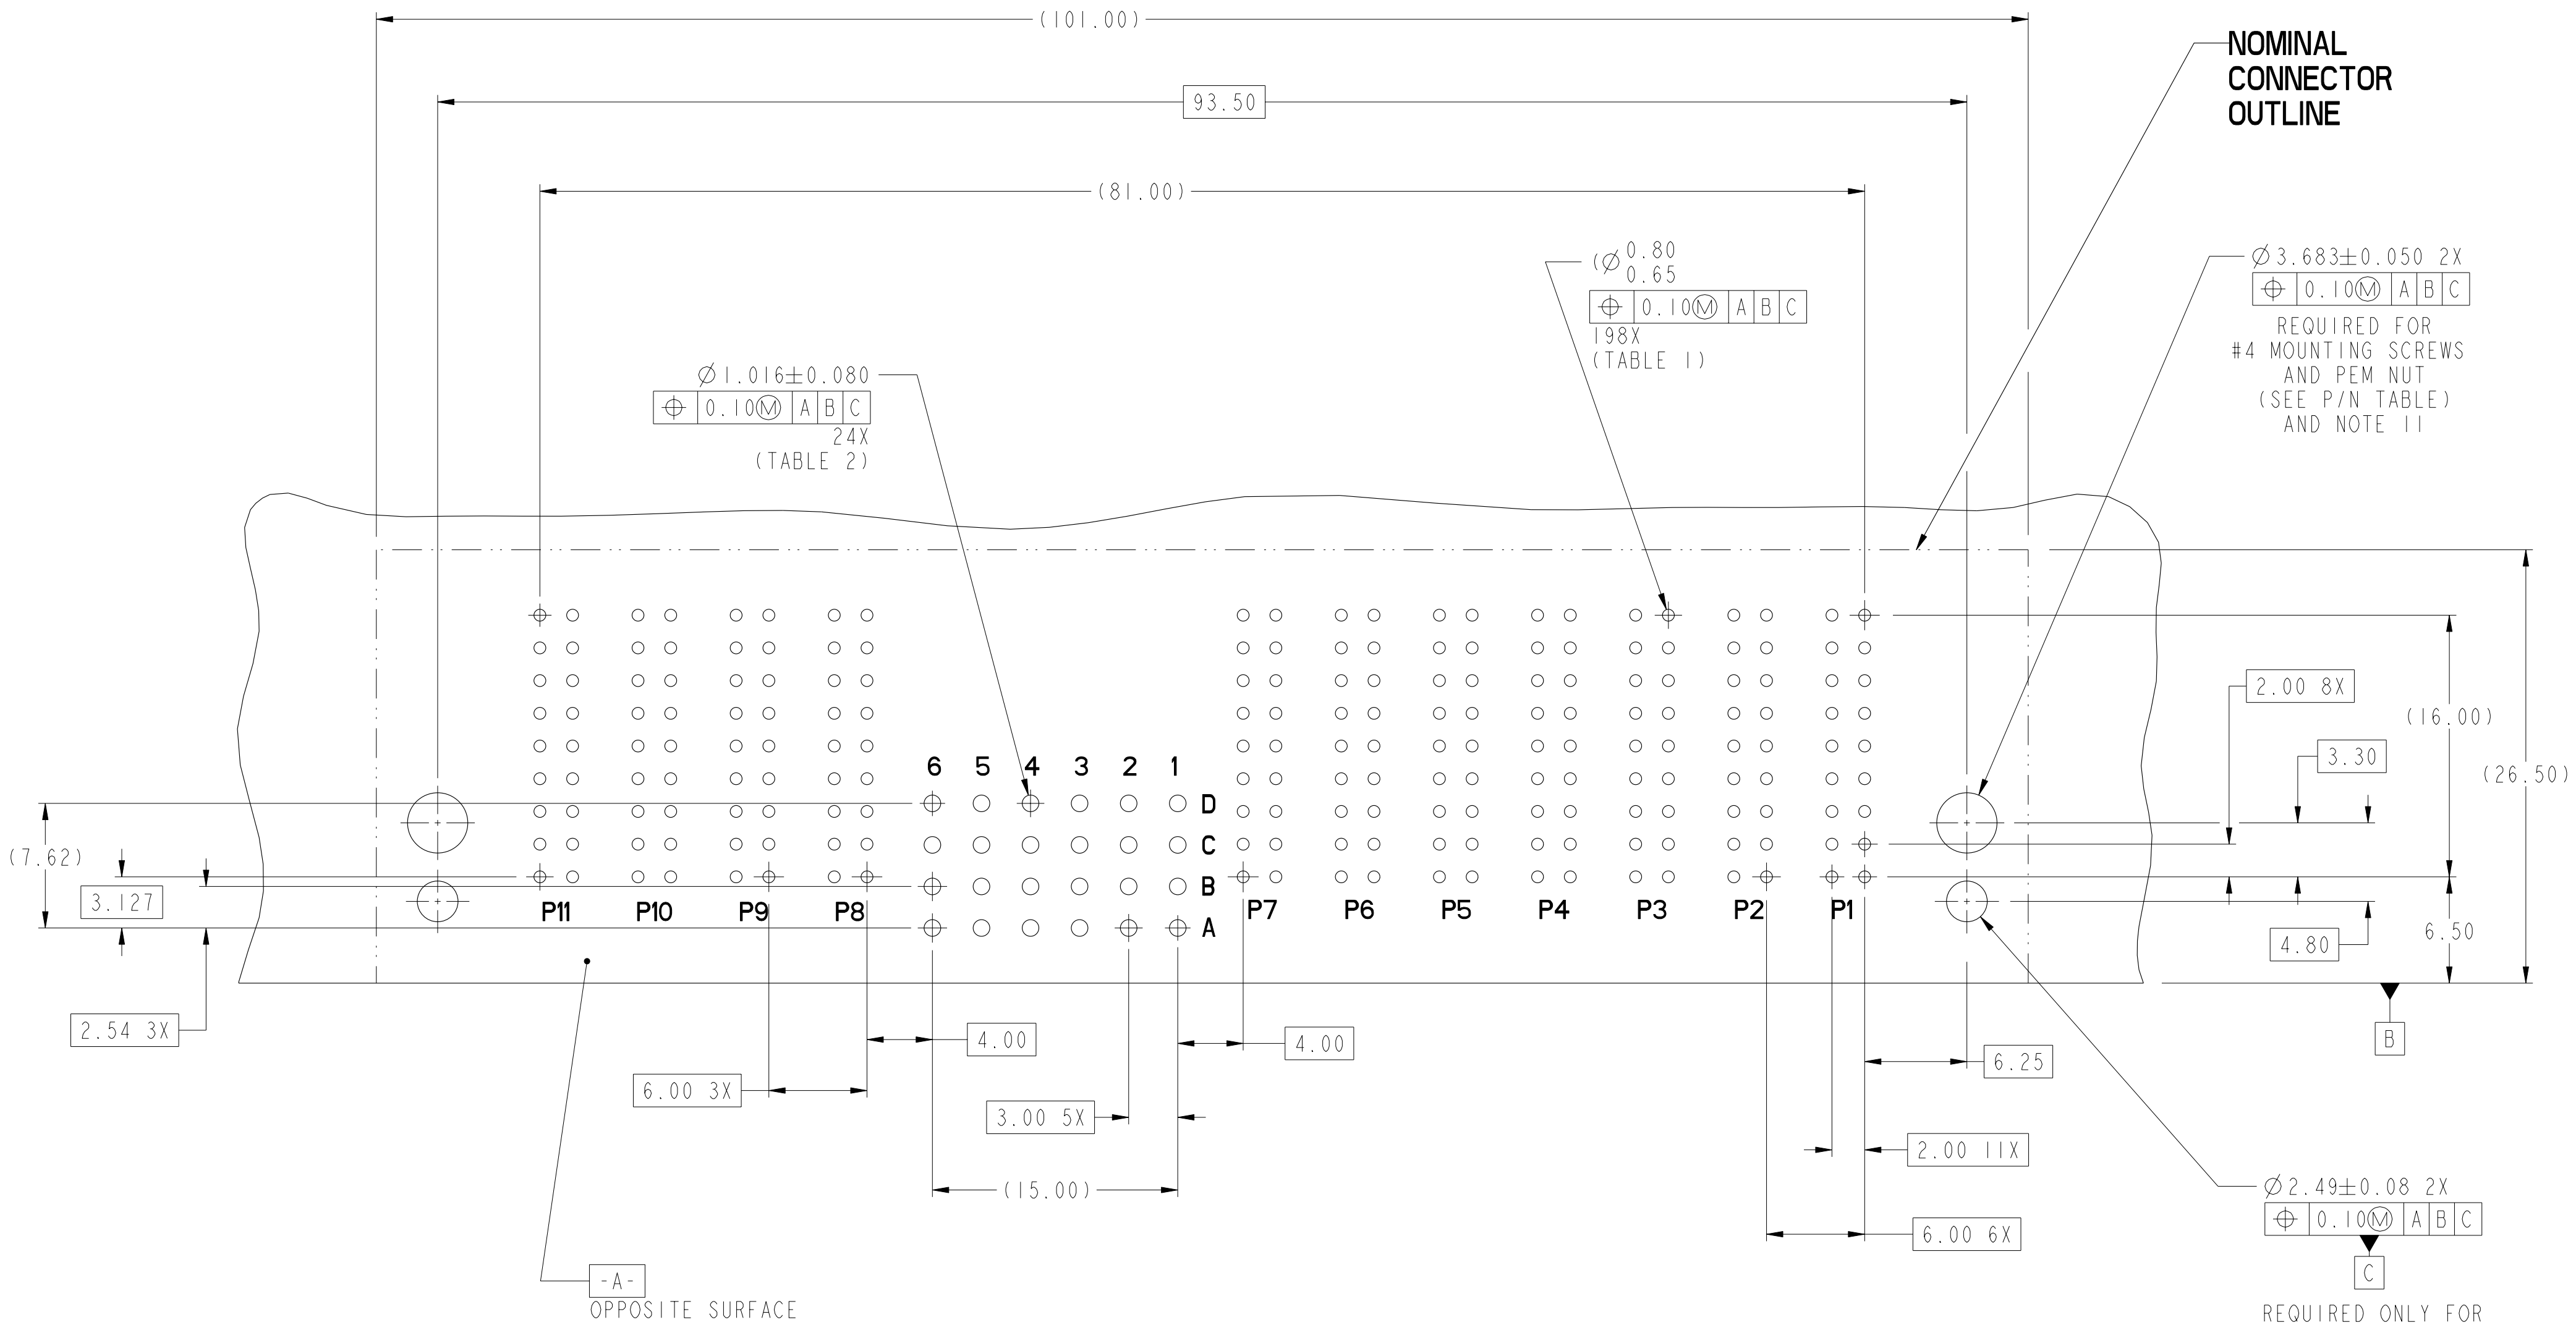 (101.00)
NOMINAL
CONNECTOR
OUTLINE
93.50
(81.00)
(Ø 0.80
0.65
⌖ 0.10Ⓜ A B C
198X
(TABLE 1)
Ø3.683±0.050 2X
⌖ 0.10Ⓜ A B C
REQUIRED FOR
#4 MOUNTING SCREWS
AND PEM NUT
(SEE P/N TABLE)
AND NOTE 11
Ø1.016±0.080
⌖ 0.10Ⓜ A B C
24X
(TABLE 2)
2.00 8X
(16.00)
3.30
(26.50)
6 5 4 3 2 1
D
C
B
A
(7.62)
3.127
P11 P10 P9 P8
P7 P6 P5 P4 P3 P2 P1
6.50
4.80
2.54 3X
4.00
4.00
B
6.25
6.00 3X
3.00 5X
2.00 11X
(15.00)
6.00 6X
Ø2.49±0.08 2X
⌖ 0.10Ⓜ A B C
C
REQUIRED ONLY FOR
-A-
OPPOSITE SURFACE